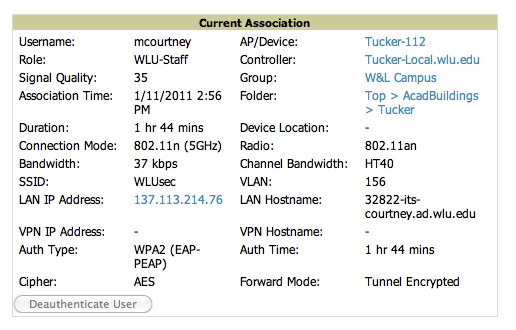 Current Association
Username: mcourtney AP/Device: Tucker-112
Role: WLU-Staff Controller: Tucker-Local.wlu.edu
Signal Quality: 35 Group: W&L Campus
Association Time: 1/11/2011 2:56 Folder: Top > AcadBuildings
PM > Tucker
Duration: 1 hr 44 mins Device Location: -
Connection Mode: 802.11n (5GHz) Radio: 802.11an
Bandwidth: 37 kbps Channel Bandwidth: HT40
SSID: WLUsec VLAN: 156
LAN IP Address: 137.113.214.76 LAN Hostname: 32822-its-
courtney.ad.wlu.edu
VPN IP Address: - VPN Hostname: -
Auth Type: WPA2 (EAP- Auth Time: 1 hr 44 mins
PEAP)
Cipher: AES Forward Mode: Tunnel Encrypted
Deauthenticate User